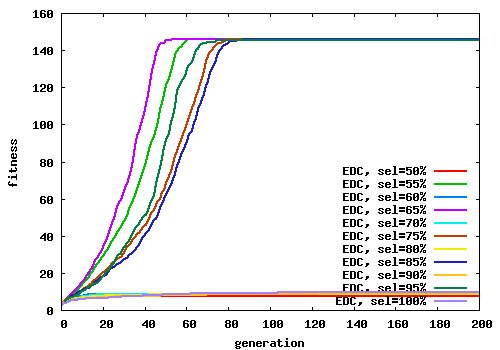 160
140
120
100
80
60
40
20
0
fitness
EDC, sel=50%
EDC, sel=55%
EDC, sel=60%
EDC, sel=65%
EDC, sel=70%
EDC, sel=75%
EDC, sel=80%
EDC, sel=85%
EDC, sel=90%
EDC, sel=95%
EDC, sel=100%
0 20 40 60 80 100 120 140 160 180 200
generation